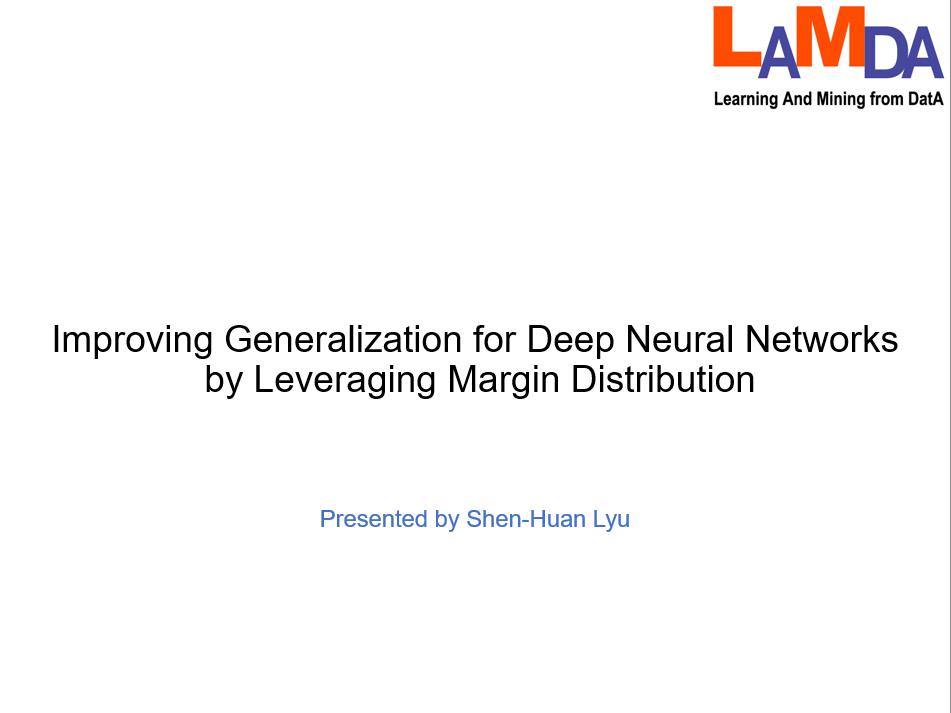 LAMDA
Learning And Mining from DatA
Improving Generalization for Deep Neural Networks
by Leveraging Margin Distribution
Presented by Shen-Huan Lyu